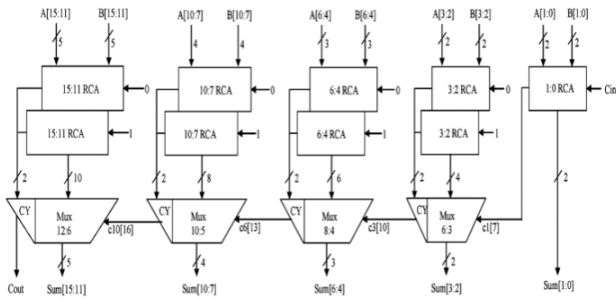 A[15:11] B[15:11] A[10:7] B[10:7] A[6:4] B[6:4] A[3:2] B[3:2] A[1:0] B[1:0]
5 5 4 4 3 3 2 2 2 2
15:11 RCA 0 10:7 RCA 0 6:4 RCA 0 3:2 RCA 0 1:0 RCA Cin
15:11 RCA 1 10:7 RCA 1 6:4 RCA 1 3:2 RCA 1
2 10 2 8 2 6 2 4 2
CY Mux 12:6 c10[16] CY Mux 10:5 c6[13] CY Mux 8:4 c3[10] CY Mux 6:3 c1[7]
5 4 3 2
Cout Sum[15:11] Sum[10:7] Sum[6:4] Sum[3:2] Sum[1:0]